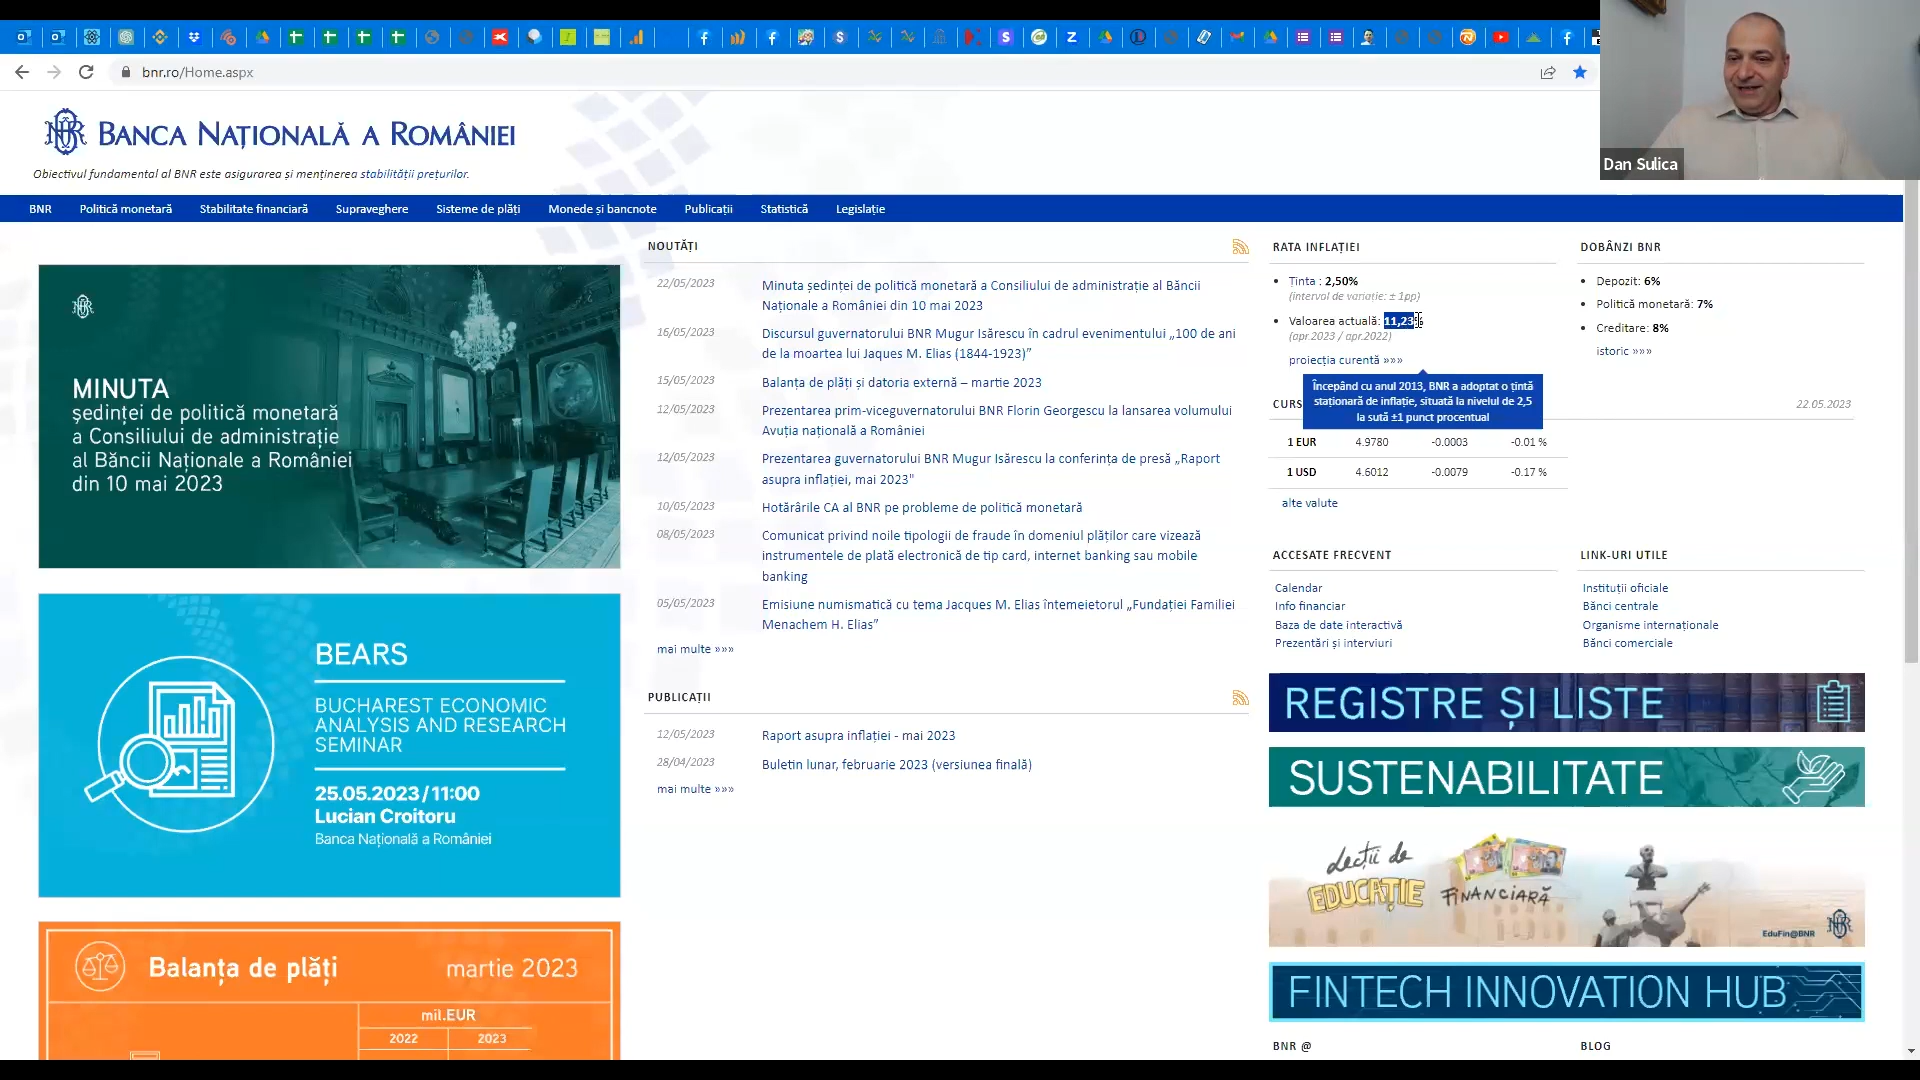 bnr.ro/Home.aspx
Dan Sulica
BANCA NAȚIONALĂ A ROMÂNIEI
Obiectivul fundamental al BNR este asigurarea și menținerea stabilității prețurilor.
BNR Politică monetară Stabilitate financiară Supraveghere Sisteme de plăți Monede și bancnote Publicații Statistică Legislație
MINUTA
ședinței de politică monetară
a Consiliului de administrație
al Băncii Naționale a României
din 10 mai 2023
BEARS
BUCHAREST ECONOMIC
ANALYSIS AND RESEARCH
SEMINAR
25.05.2023/11:00
Lucian Croitoru
Banca Națională a României
Balanța de plăți martie 2023
mil.EUR
2022 2023
NOUTĂȚI
22/05/2023 Minuta ședinței de politică monetară a Consiliului de administrație al Băncii
Naționale a României din 10 mai 2023
16/05/2023 Discursul guvernatorului BNR Mugur Isărescu în cadrul evenimentului „100 de ani
de la moartea lui Jaques M. Elias (1844-1923)”
15/05/2023 Balanța de plăți și datoria externă – martie 2023
12/05/2023 Prezentarea prim-viceguvernatorului BNR Florin Georgescu la lansarea volumului
Avuția națională a României
12/05/2023 Prezentarea guvernatorului BNR Mugur Isărescu la conferința de presă „Raport
asupra inflației, mai 2023"
10/05/2023 Hotărârile CA al BNR pe probleme de politică monetară
08/05/2023 Comunicat privind noile tipologii de fraude în domeniul plăților care vizează
instrumentele de plată electronică de tip card, internet banking sau mobile
banking
05/05/2023 Emisiune numismatică cu tema Jacques M. Elias întemeietorul „Fundației Familiei
Menachem H. Elias”
mai multe »»»
PUBLICAȚII
12/05/2023 Raport asupra inflației - mai 2023
28/04/2023 Buletin lunar, februarie 2023 (versiunea finală)
mai multe »»»
RATA INFLAȚIEI
Ținta : 2,50%
(interval de variație: ± 1pp)
Valoarea actuală: 11,23%
(apr.2023 / apr.2022)
proiecția curentă »»»
Începând cu anul 2013, BNR a adoptat o țintă
staționară de inflație, situată la nivelul de 2,5
la sută ±1 punct procentual
DOBÂNZI BNR
Depozit: 6%
Politică monetară: 7%
Creditare: 8%
istoric »»»
CURS 22.05.2023
1 EUR 4.9780 -0.0003 -0.01 %
1 USD 4.6012 -0.0079 -0.17 %
alte valute
ACCESATE FRECVENT
Calendar
Info financiar
Baza de date interactivă
Prezentări și interviuri
LINK-URI UTILE
Instituții oficiale
Bănci centrale
Organisme internaționale
Bănci comerciale
REGISTRE ȘI LISTE
SUSTENABILITATE
Lecții de
EDUCAȚIE FINANCIARĂ
EduFin@BNR
FINTECH INNOVATION HUB
BNR @
BLOG